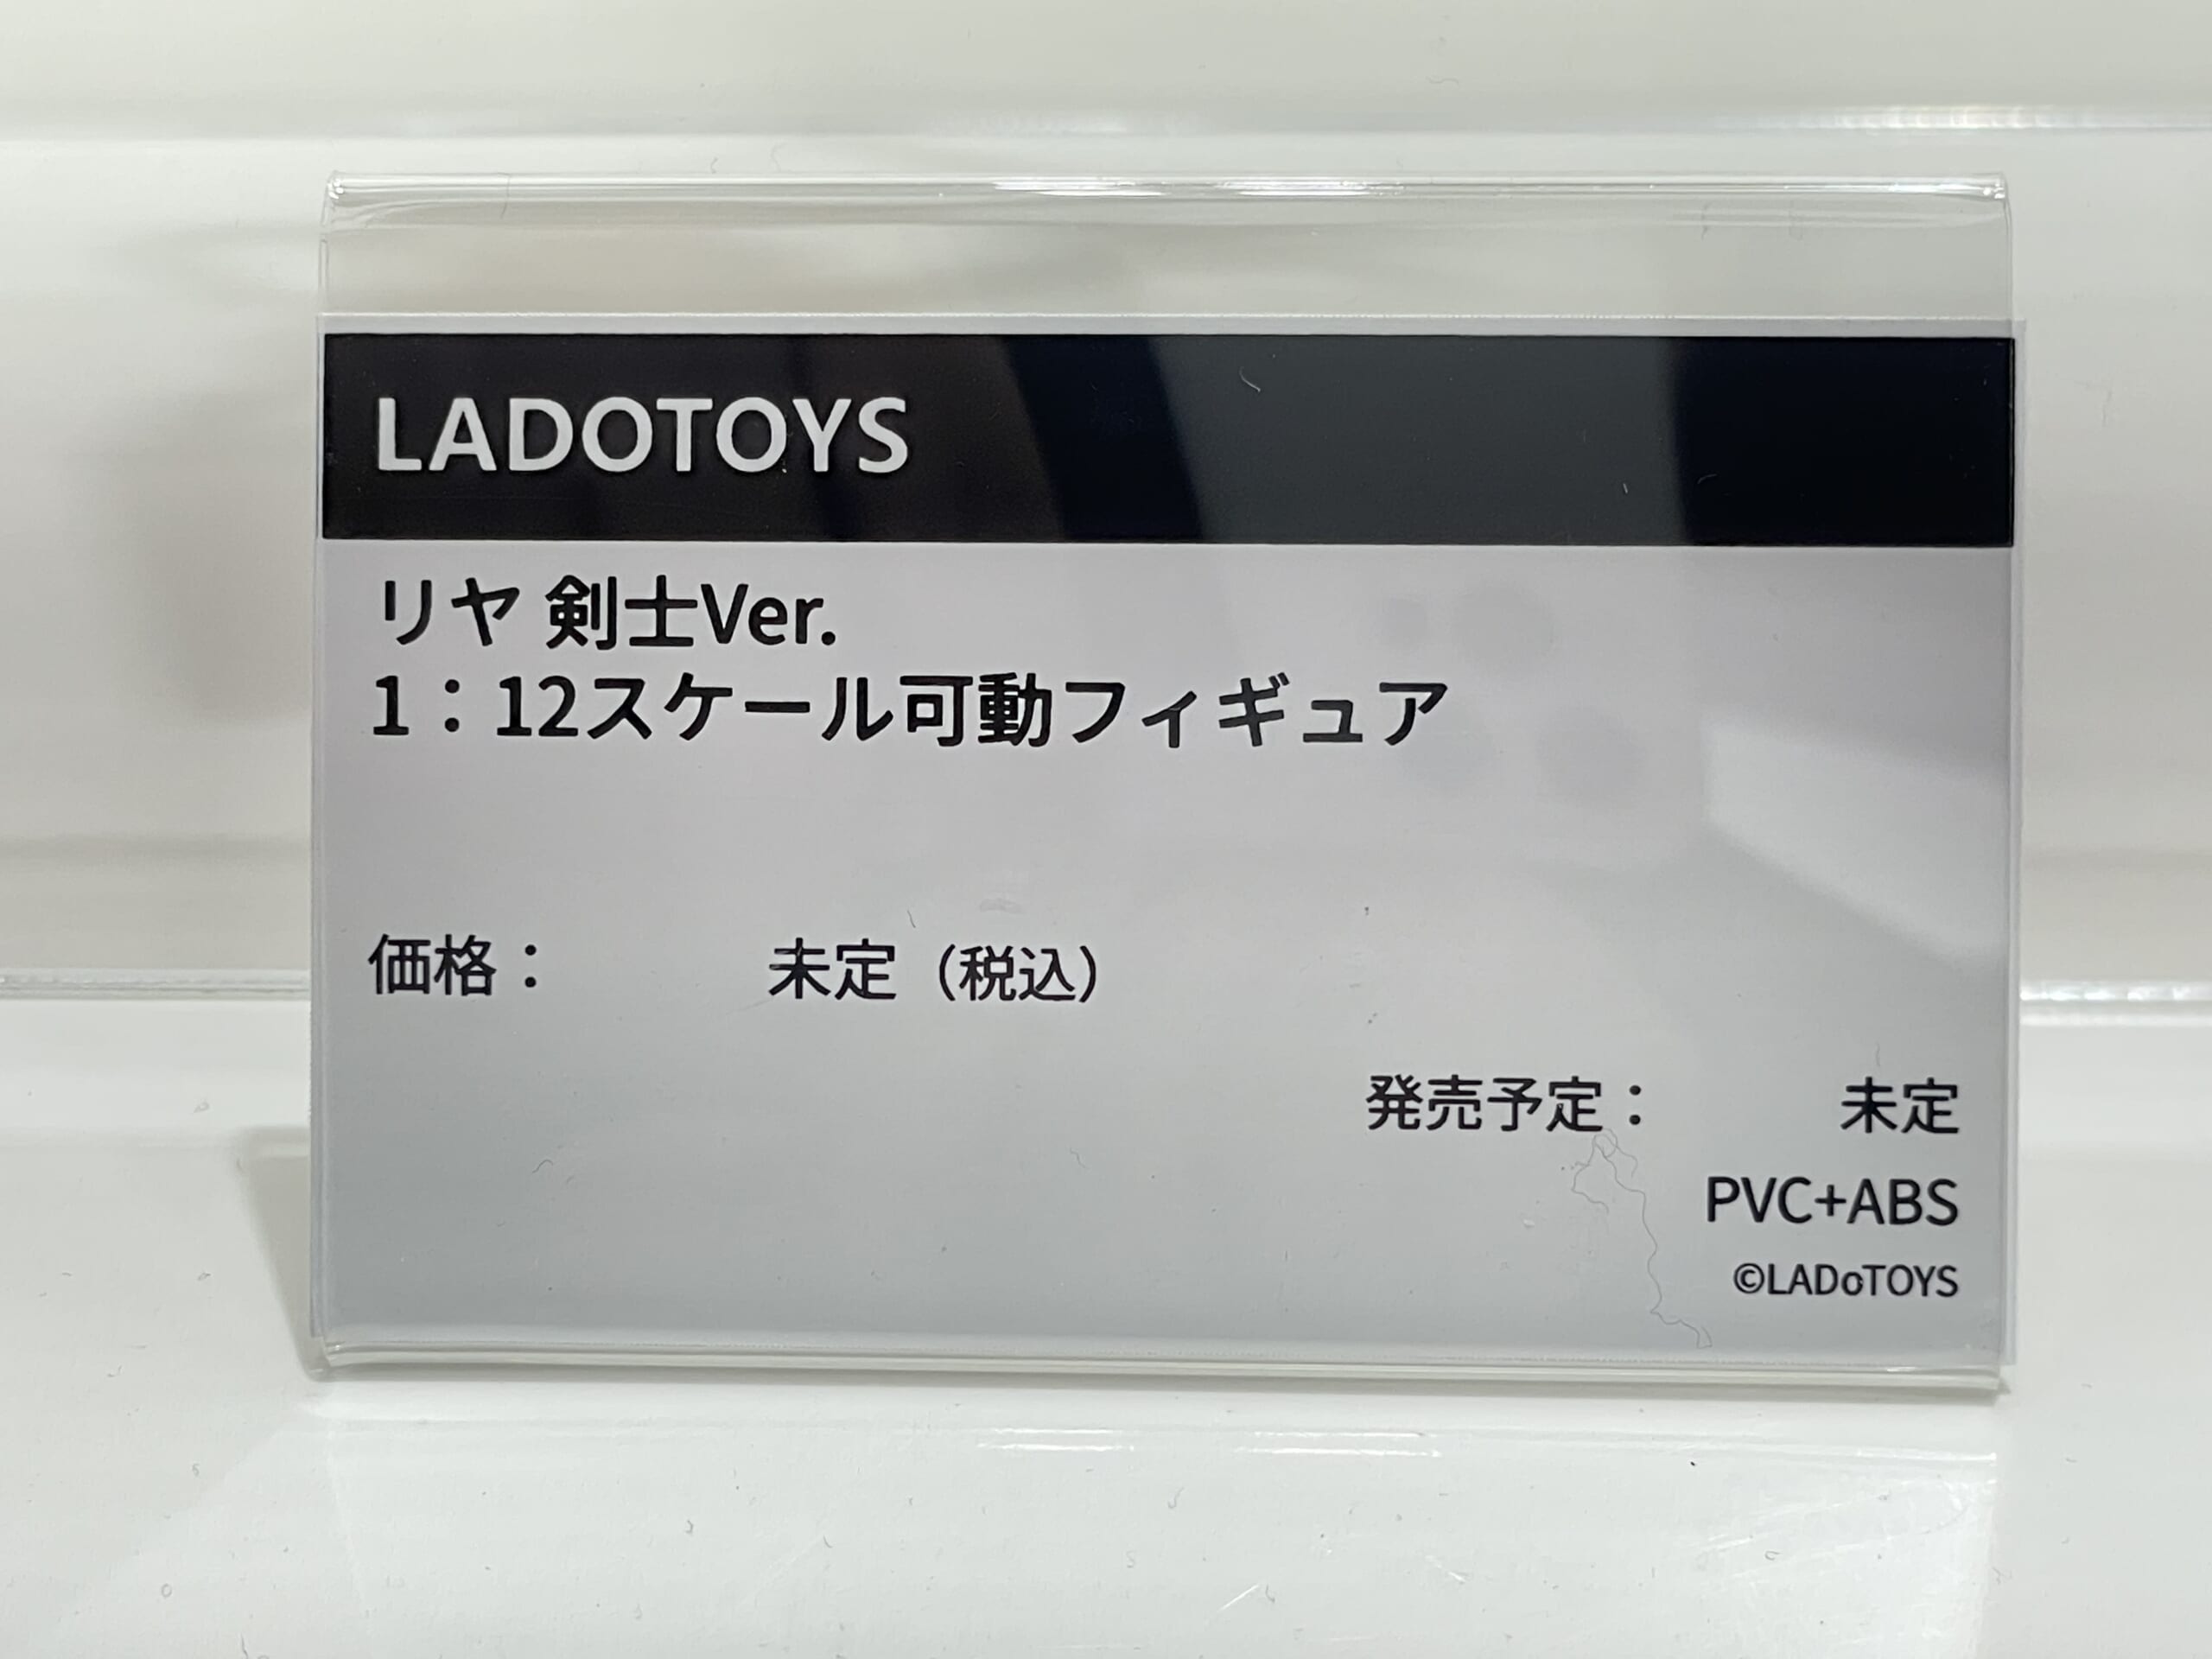 LADOTOYS
リヤ 剣士Ver.
1：12スケール可動フィギュア
価格： 未定（税込）
発売予定： 未定
PVC+ABS
©LADoTOYS